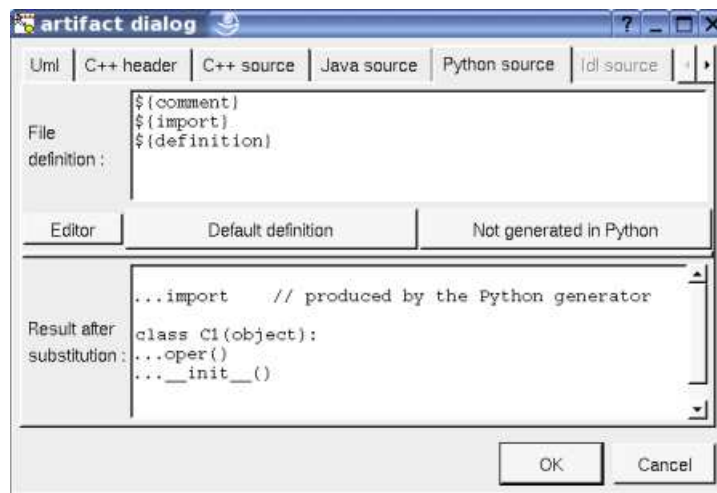 artifact dialog
Uml C++ header C++ source Java source Python source Idl source
File definition :
${comment}
${import}
${definition}
Editor Default definition Not generated in Python
Result after substitution :
...import // produced by the Python generator
class C1(object):
...oper()
...__init__()
OK Cancel